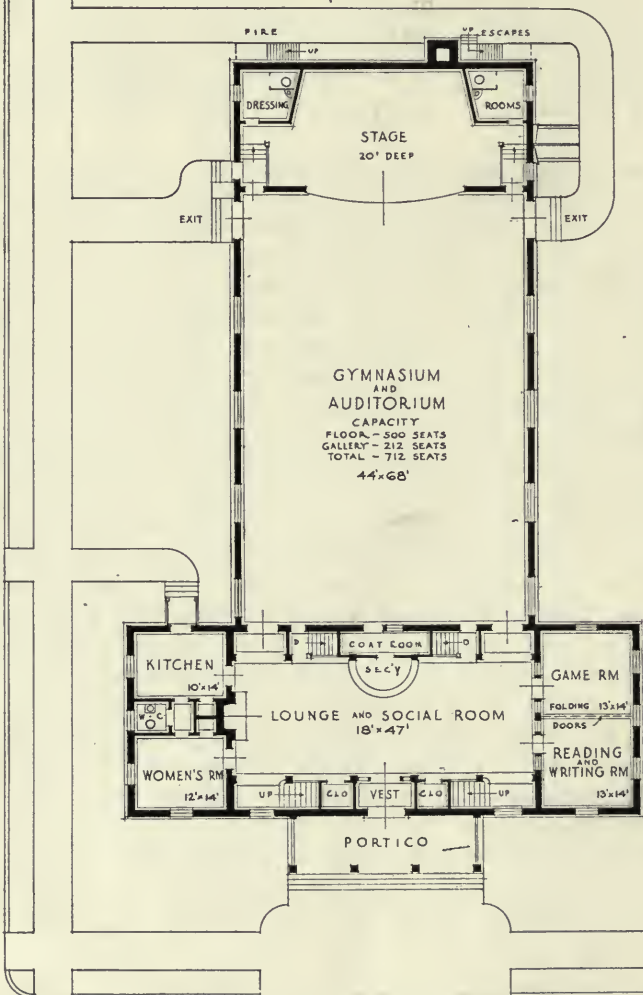 FIRE
UP
UP
ESCAPES
DRESSING
ROOMS
STAGE
20' DEEP
EXIT
EXIT
GYMNASIUM
AND
AUDITORIUM
CAPACITY
FLOOR - 500 SEATS
GALLERY - 212 SEATS
TOTAL - 712 SEATS
44'x68'
D
COAT ROOM
D
SEC'Y
KITCHEN
10'x14'
GAME RM
FOLDING 13'x14'
DOORS
W.C
LOUNGE AND SOCIAL ROOM
18'x47'
WOMEN'S RM
12'x14'
READING
AND
WRITING RM
13'x14'
UP
CLO
VEST
CLO
UP
PORTICO